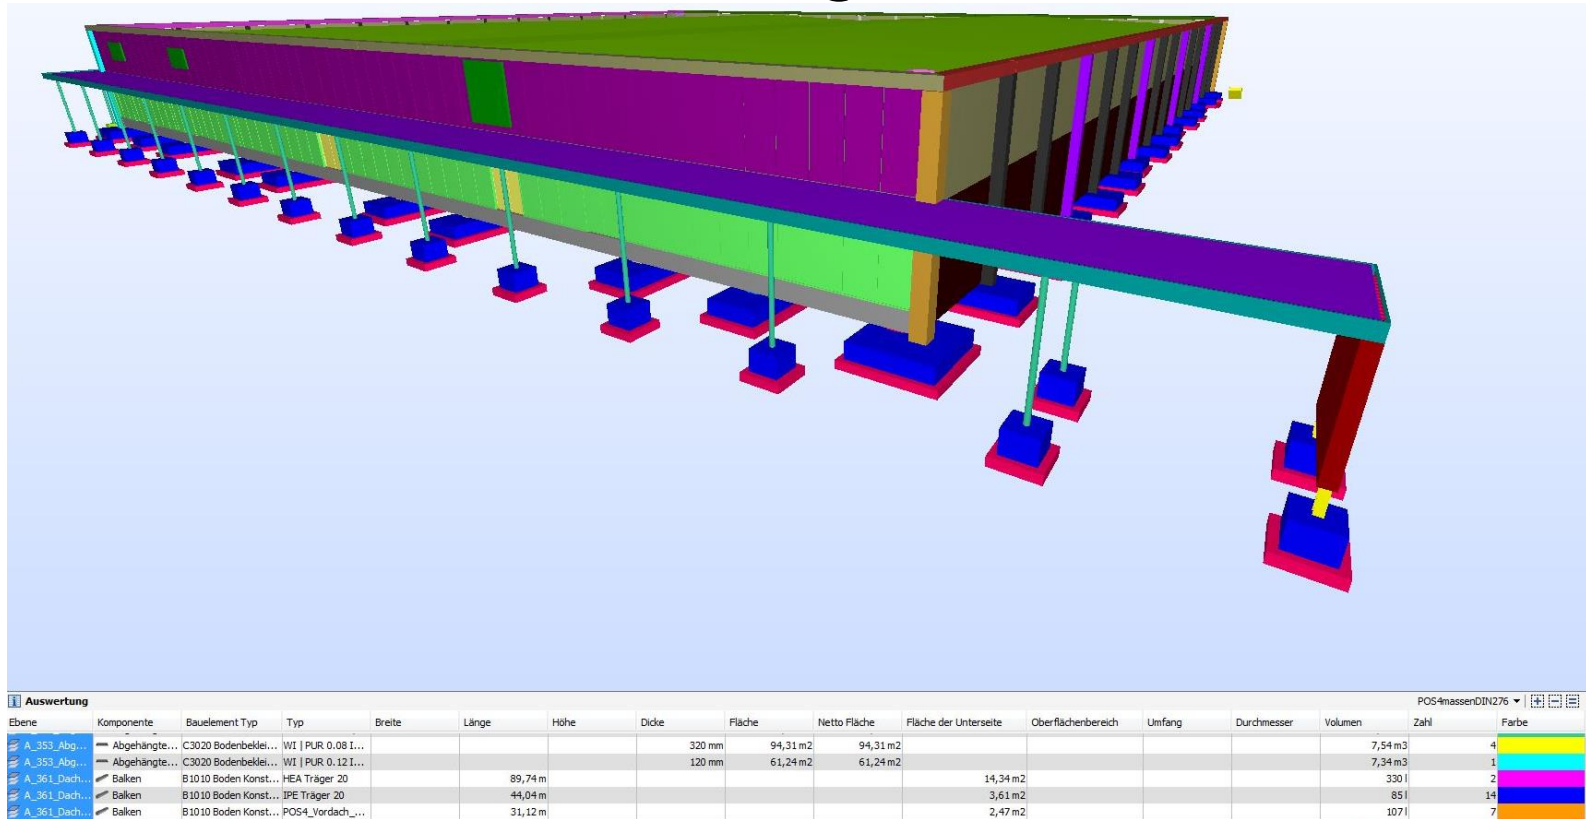 Auswertung POS4massenDIN276
Ebene Komponente Bauelement Typ Typ Breite Länge Höhe Dicke Fläche Netto Fläche Fläche der Unterseite Oberflächenbereich Umfang Durchmesser Volumen Zahl Farbe
A_353_Abg... Abgehängte... C3020 Bodenbeklei... WI | PUR 0.08 I... 320 mm 94,31 m2 94,31 m2 7,54 m3 4
A_353_Abg... Abgehängte... C3020 Bodenbeklei... WI | PUR 0.12 I... 120 mm 61,24 m2 61,24 m2 7,34 m3 1
A_361_Dach... Balken B1010 Boden Konst... HEA Träger 20 89,74 m 14,34 m2 330 l 2
A_361_Dach... Balken B1010 Boden Konst... IPE Träger 20 44,04 m 3,61 m2 85 l 14
A_361_Dach... Balken B1010 Boden Konst... POS4_Vordach_... 31,12 m 2,47 m2 107 l 7